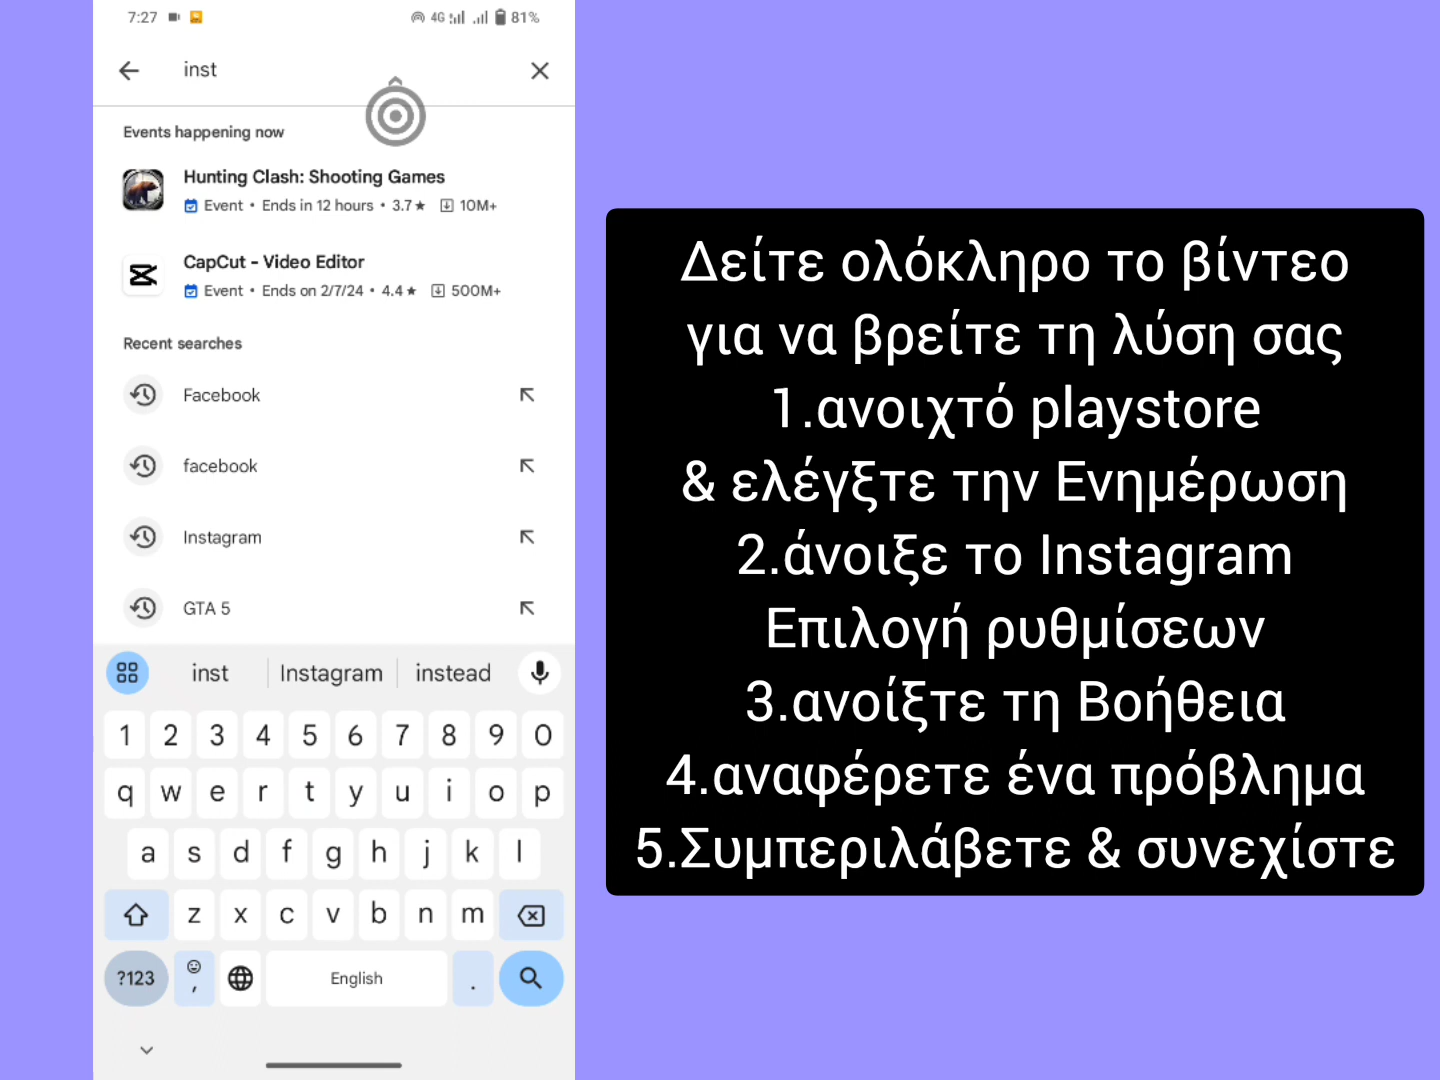 7:27 4G 81%
inst
Events happening now
Hunting Clash: Shooting Games
Event • Ends in 12 hours • 3.7★ 10M+
CapCut - Video Editor
Event • Ends on 2/7/24 • 4.4★ 500M+
Recent searches
Facebook
facebook
Instagram
GTA 5
inst Instagram instead
1 2 3 4 5 6 7 8 9 0
q w e r t y u i o p
a s d f g h j k l
z x c v b n m
?123 , English .
Δείτε ολόκληρο το βίντεο
για να βρείτε τη λύση σας
1.ανοιχτό playstore
& ελέγξτε την Ενημέρωση
2.άνοιξε το Instagram
Επιλογή ρυθμίσεων
3.ανοίξτε τη Βοήθεια
4.αναφέρετε ένα πρόβλημα
5.Συμπεριλάβετε & συνεχίστε